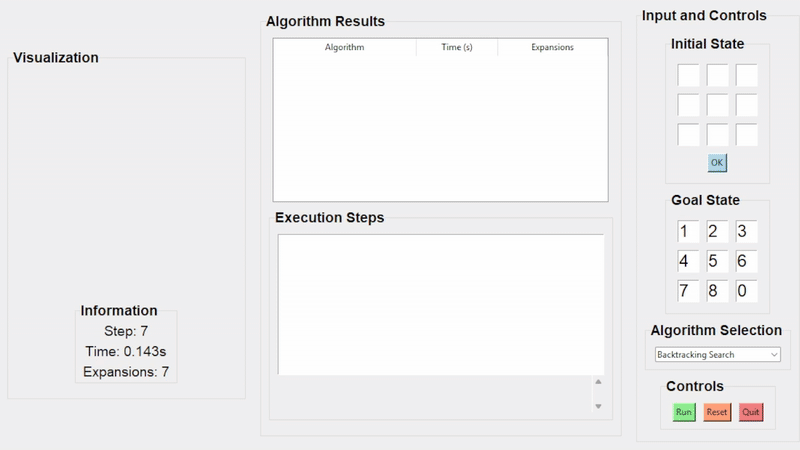 Visualization
Information
Step: 7
Time: 0.143s
Expansions: 7
Algorithm Results
Algorithm Time (s) Expansions
Execution Steps
Input and Controls
Initial State
OK
Goal State
1 2 3
4 5 6
7 8 0
Algorithm Selection
Backtracking Search
Controls
Run Reset Quit